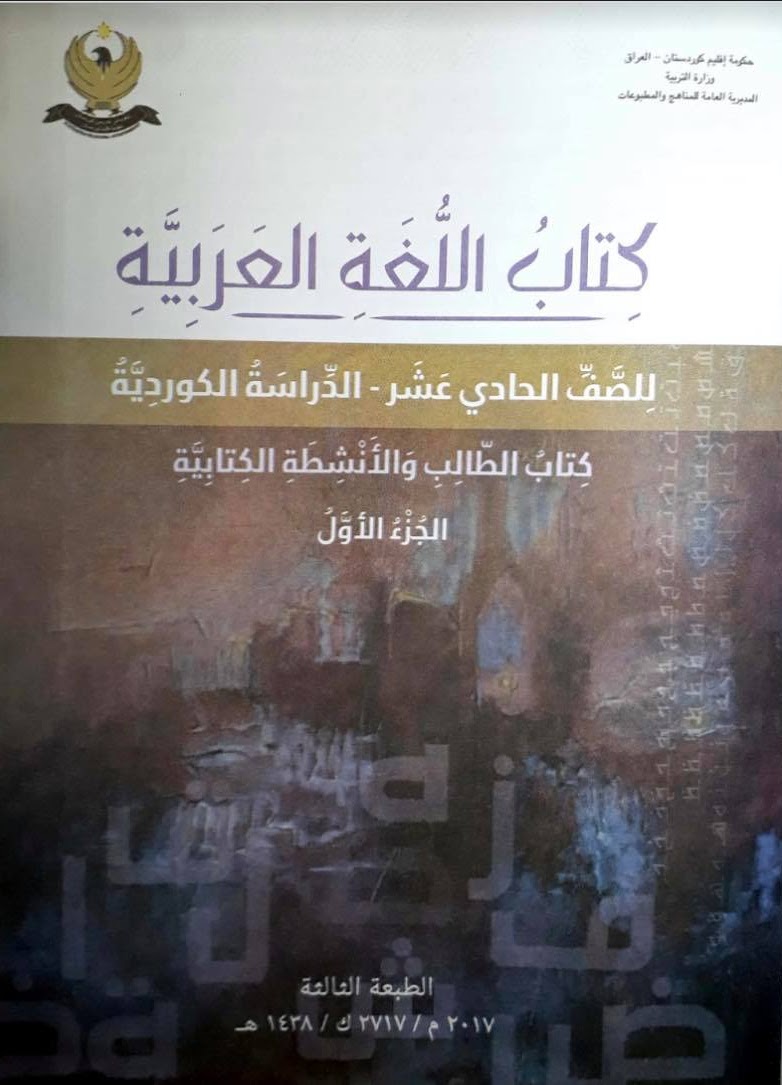 حكومة إقليم كوردستان - العراق
وزارة التربية
المديرية العامة للمناهج والمطبوعات
كِتابُ اللُّغَةِ العَرَبِيَّةِ
لِلصَّفِّ الحادي عَشَر - الدِّراسَةُ الكوردِيَّةُ
كِتابُ الطّالِبِ وَالأَنْشِطَةِ الكِتابِيَّةِ
الجُزْءُ الأَوَّلُ
الطبعة الثالثة
٢٠١٧ م / ٢٧١٧ ك / ١٤٣٨ هـ